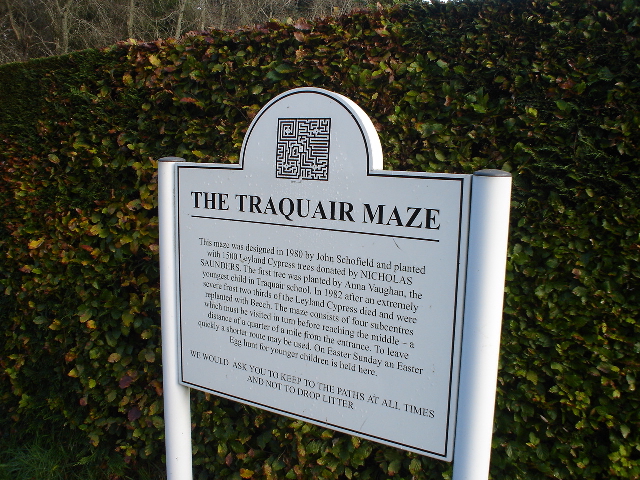 THE TRAQUAIR MAZE
This maze was designed in 1980 by John Schofield and planted
with 1500 Leyland Cypress trees donated by NICHOLAS
SAUNDERS. The first tree was planted by Anna Vaughan, the
youngest child in Traquair school. In 1982 after an extremely
severe frost two thirds of the Leyland Cypress died and were
replanted with Beech. The maze consists of four subcentres
which must be visited in turn before reaching the middle – a
distance of a quarter of a mile from the entrance. To leave
quickly a shorter route may be used. On Easter Sunday an Easter
Egg hunt for younger children is held here.
WE WOULD ASK YOU TO KEEP TO THE PATHS AT ALL TIMES
AND NOT TO DROP LITTER